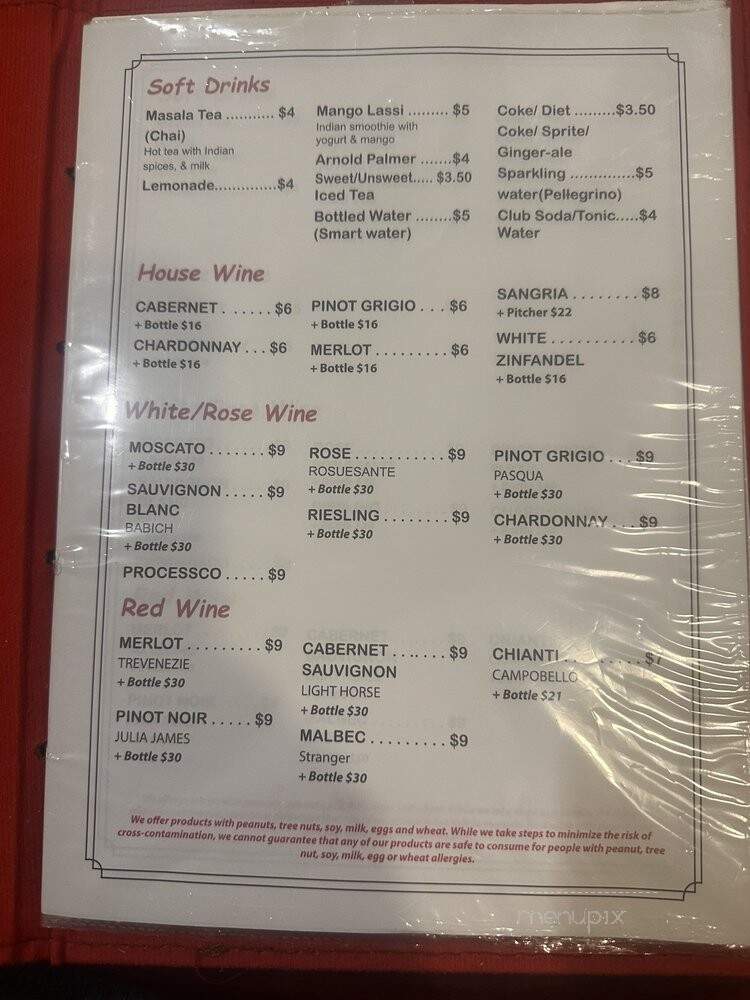 Soft Drinks
Masala Tea ........... $4
(Chai)
Hot tea with Indian
spices, & milk
Lemonade..............$4
Mango Lassi ......... $5
Indian smoothie with
yogurt & mango
Arnold Palmer .......$4
Sweet/Unsweet..... $3.50
Iced Tea
Bottled Water ........$5
(Smart water)
Coke/ Diet .........$3.50
Coke/ Sprite/
Ginger-ale
Sparkling ..............$5
water(Pellegrino)
Club Soda/Tonic.....$4
Water
House Wine
CABERNET . . . . . . $6
+ Bottle $16
CHARDONNAY . . . $6
+ Bottle $16
PINOT GRIGIO . . . $6
+ Bottle $16
MERLOT . . . . . . . . . $6
+ Bottle $16
SANGRIA . . . . . . . . $8
+ Pitcher $22
WHITE . . . . . . . . . . $6
ZINFANDEL
+ Bottle $16
White/Rose Wine
MOSCATO . . . . . . . $9
+ Bottle $30
SAUVIGNON . . . . . $9
BLANC
BABICH
+ Bottle $30
PROCESSCO . . . . . $9
ROSE . . . . . . . . . . . $9
ROSUESANTE
+ Bottle $30
RIESLING . . . . . . . . $9
+ Bottle $30
PINOT GRIGIO . . . $9
PASQUA
+ Bottle $30
CHARDONNAY . . . $9
+ Bottle $30
Red Wine
MERLOT . . . . . . . . . $9
TREVENEZIE
+ Bottle $30
PINOT NOIR . . . . . $9
JULIA JAMES
+ Bottle $30
CABERNET . . . . . . $9
SAUVIGNON
LIGHT HORSE
+ Bottle $30
MALBEC . . . . . . . . . $9
Stranger
+ Bottle $30
CHIANTI . . . . . . . . . $7
CAMPOBELLO
+ Bottle $21
We offer products with peanuts, tree nuts, soy, milk, eggs and wheat. While we take steps to minimize the risk of
cross-contamination, we cannot guarantee that any of our products are safe to consume for people with peanut, tree
nut, soy, milk, egg or wheat allergies.
menupix